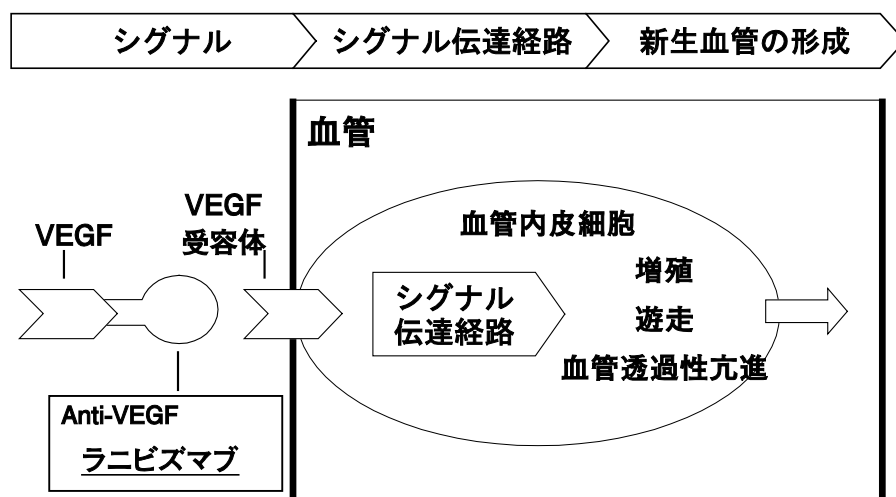 シグナル
シグナル伝達経路
新生血管の形成
血管
VEGF
VEGF
受容体
血管内皮細胞
増殖
シグナル
伝達経路
遊走
血管透過性亢進
Anti-VEGF
ラニビズマブ